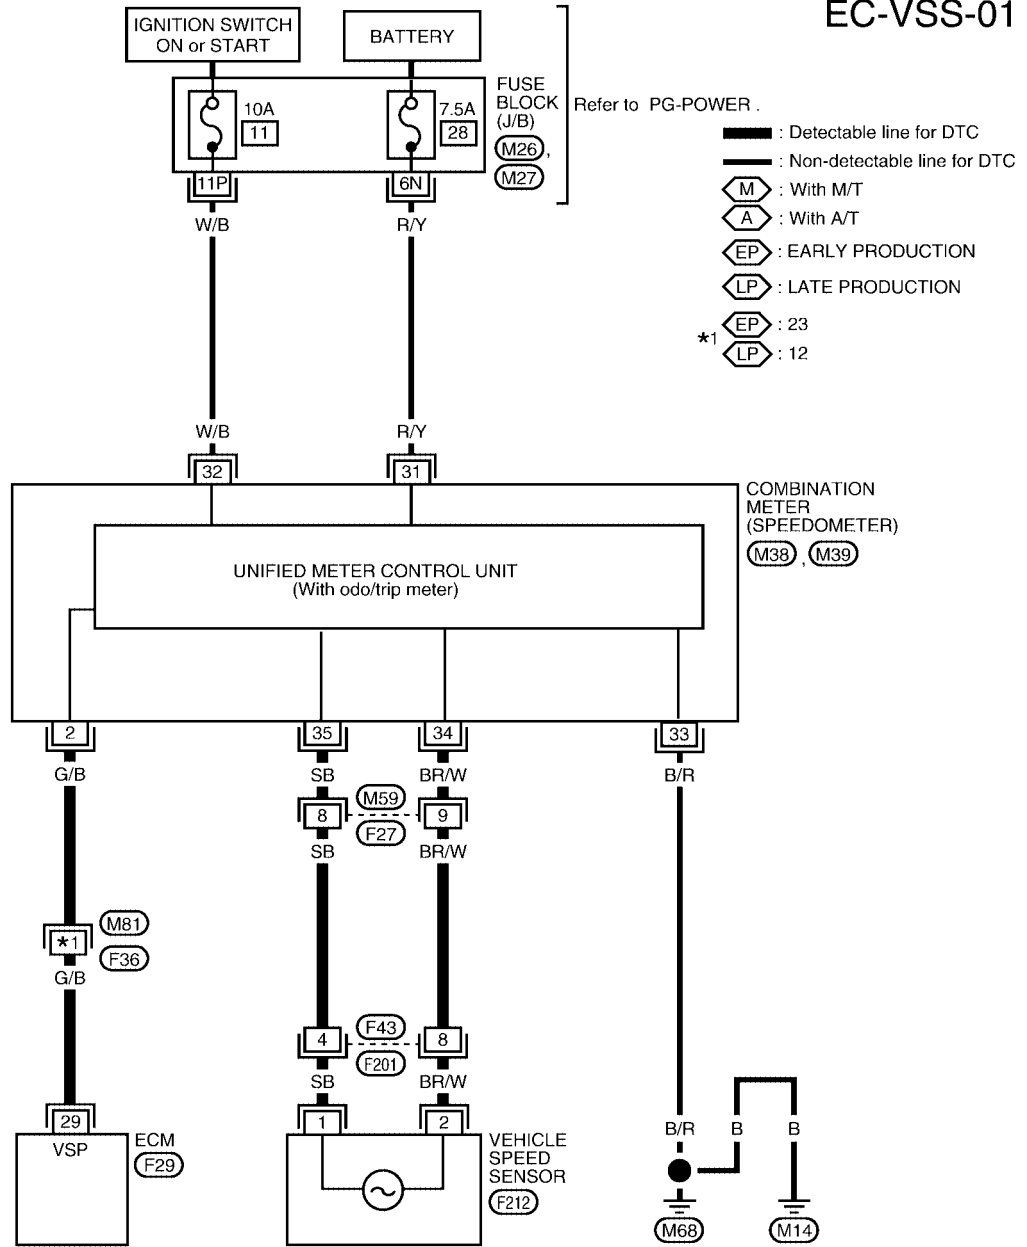 EC-VSS-01
IGNITION SWITCH
ON or START
BATTERY
10A
11
7.5A
28
FUSE
BLOCK
(J/B)
M26 ,
M27
Refer to PG-POWER .
: Detectable line for DTC
: Non-detectable line for DTC
M : With M/T
A : With A/T
EP : EARLY PRODUCTION
LP : LATE PRODUCTION
*1 EP : 23
LP : 12
11P
6N
W/B
R/Y
W/B
R/Y
32
31
COMBINATION
METER
(SPEEDOMETER)
M38 , M39
UNIFIED METER CONTROL UNIT
(With odo/trip meter)
2
35
34
33
G/B
SB
BR/W
B/R
8
M59
F27
9
SB
BR/W
*1
M81
F36
G/B
4
F43
F201
8
SB
BR/W
29
1
2
VSP
ECM
F29
VEHICLE
SPEED
SENSOR
F212
B/R
B
B
M68
M14